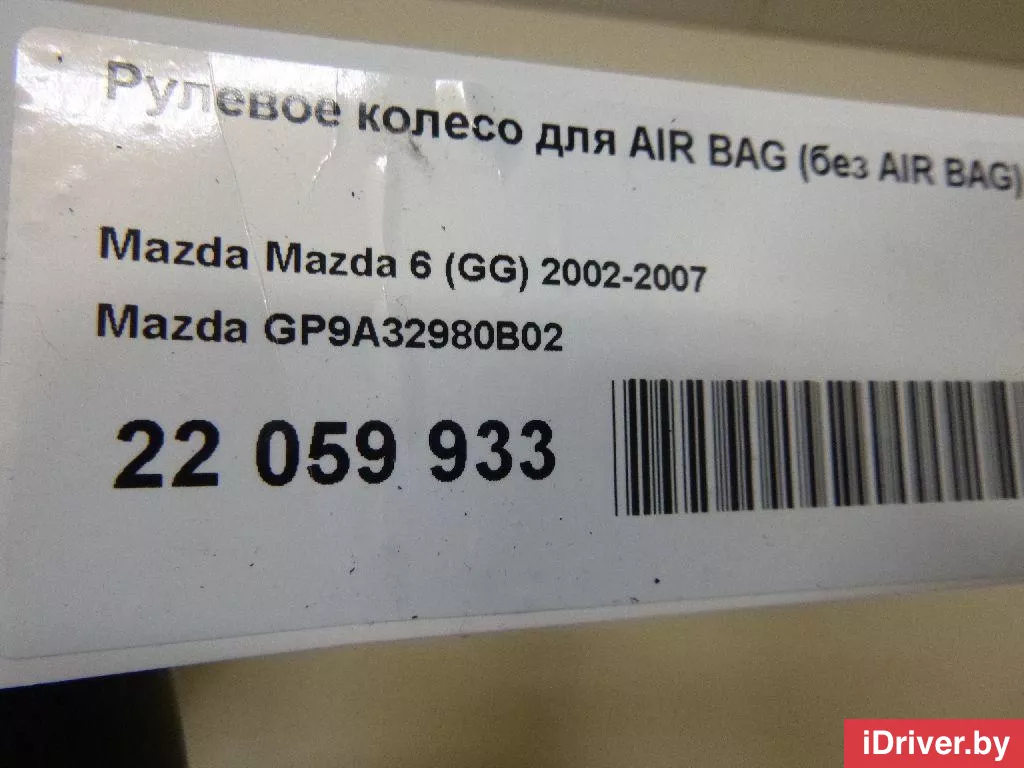 Рулевое колесо для AIR BAG (без AIR BAG)
Mazda Mazda 6 (GG) 2002-2007
Mazda GP9A32980B02
22 059 933
iDriver.by